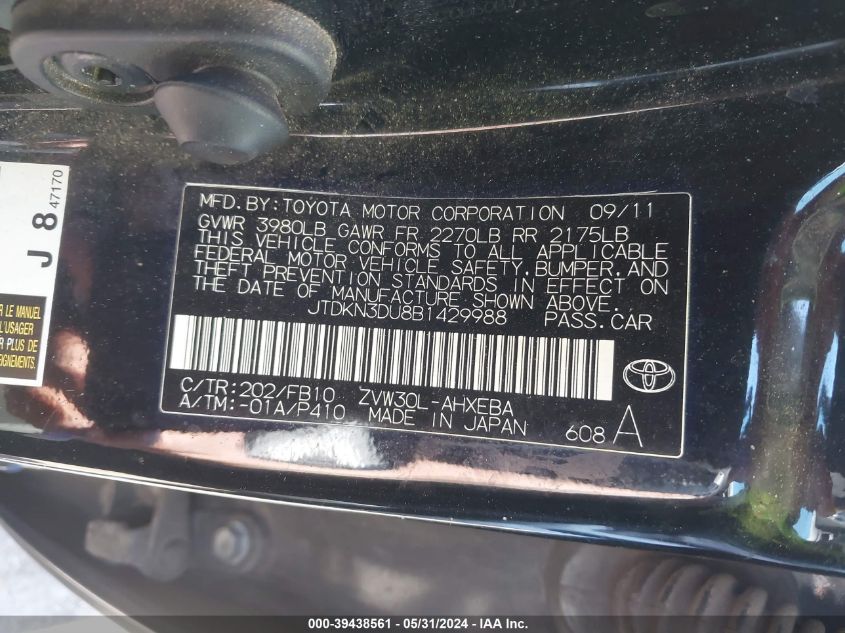 J 8 47170
R LE MANUEL
L'USAGER
R PLUS DE
EIGNEMENTS.
MFD.BY:TOYOTA MOTOR CORPORATION 09/11
GVWR 3980LB GAWR FR 2270LB RR 2175LB
THIS VEHICLE CONFORMS TO ALL APPLICABLE
FEDERAL MOTOR VEHICLE SAFETY,BUMPER,AND
THEFT PREVENTION STANDARDS IN EFFECT ON
THE DATE OF MANUFACTURE SHOWN ABOVE.
JTDKN3DU8B1429988 PASS.CAR
C/TR:202/FB10 ZVW30L-AHXEBA
A/TM:-01A/P410 MADE IN JAPAN 608 A
000-39438561 - 05/31/2024 - IAA Inc.